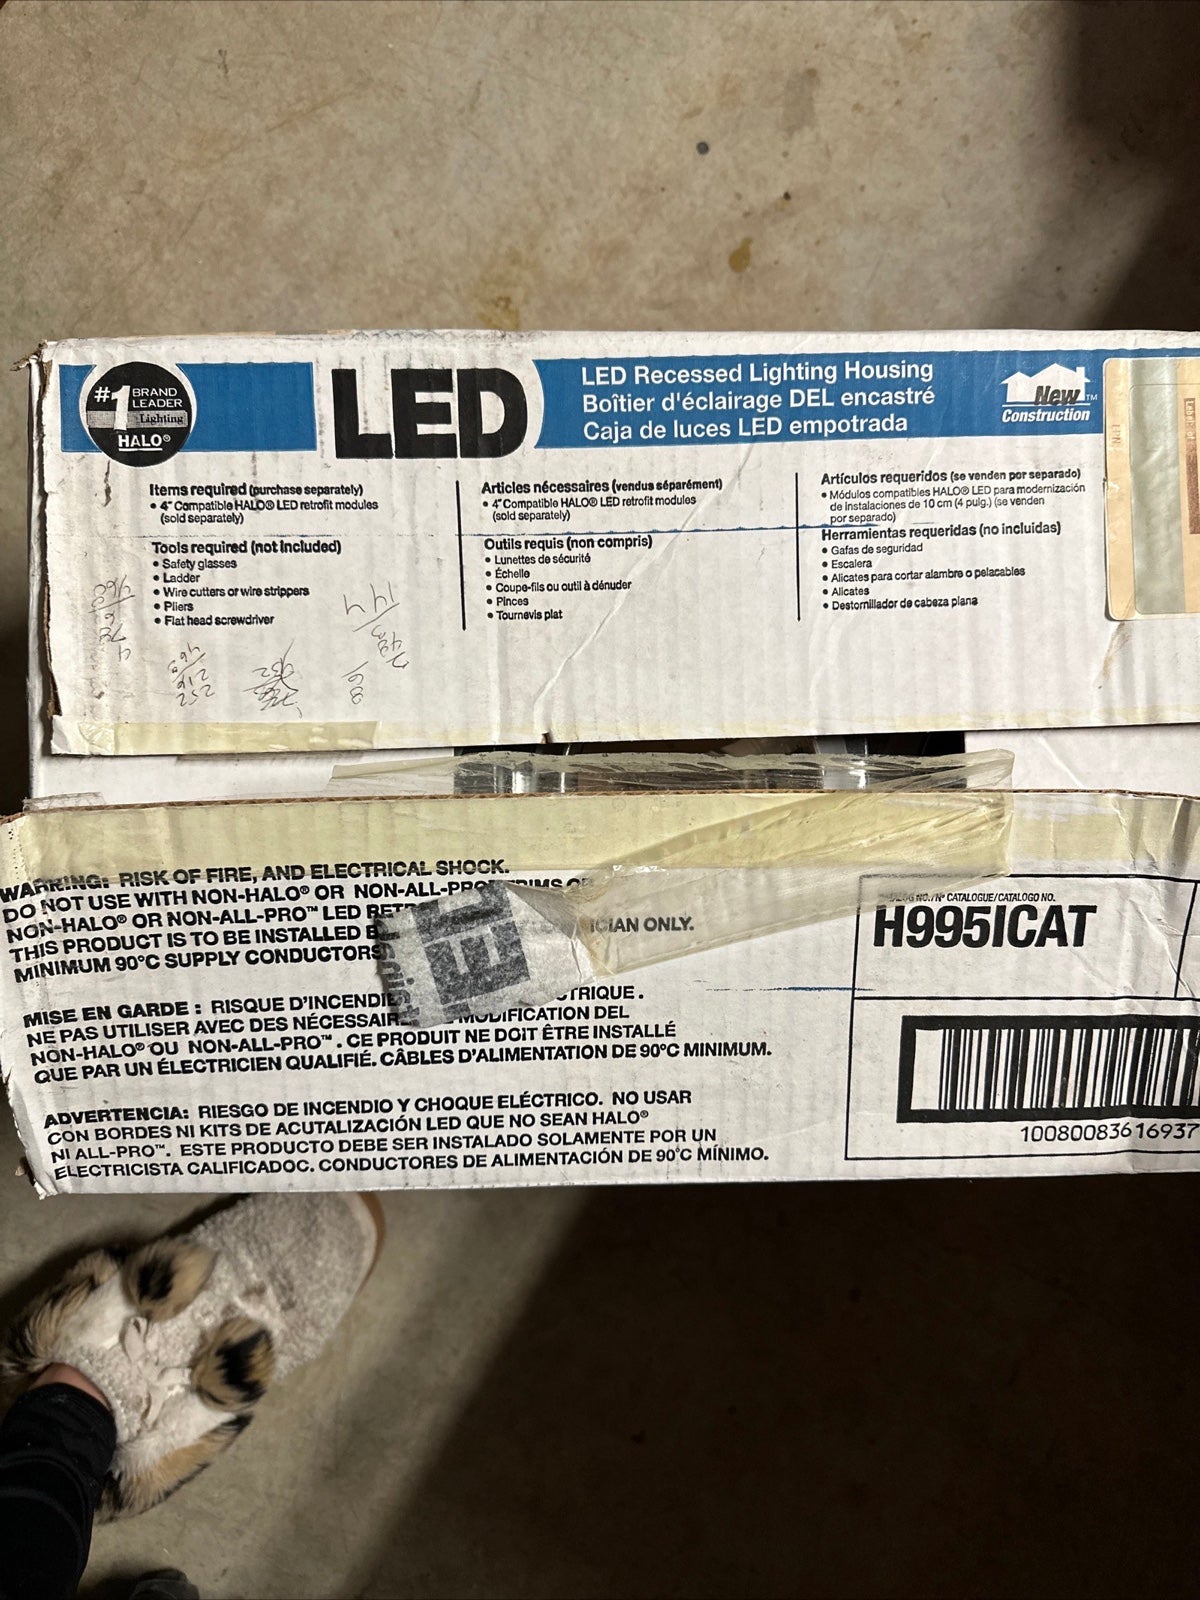 #1 BRAND
LEADER
Lighting
HALO®
LED
LED Recessed Lighting Housing
Boîtier d'éclairage DEL encastré
Caja de luces LED empotrada
New™
Construction
Items required (purchase separately)
• 4" Compatible HALO® LED retrofit modules
(sold separately)
Tools required (not included)
• Safety glasses
• Ladder
• Wire cutters or wire strippers
• Pliers
• Flat head screwdriver
Articles nécessaires (vendus séparément)
• 4" Compatible HALO® LED retrofit modules
(sold separately)
Outils requis (non compris)
• Lunettes de sécurité
• Échelle
• Coupe-fils ou outil à dénuder
• Pinces
• Tournevis plat
Artículos requeridos (se venden por separado)
• Módulos compatibles HALO® LED para modernización
de instalaciones de 10 cm (4 pulg.) (se venden
por separado)
Herramientas requeridas (no incluidas)
• Gafas de seguridad
• Escalera
• Alicates para cortar alambre o pelacables
• Alicates
• Destornillador de cabeza plana
252
216
468
144
WARNING: RISK OF FIRE, AND ELECTRICAL SHOCK.
DO NOT USE WITH NON-HALO® OR NON-ALL-PRO™ TRIMS OR
NON-HALO® OR NON-ALL-PRO™ LED
THIS PRODUCT IS TO BE INSTALLED ICIAN ONLY.
MINIMUM 90°C SUPPLY CONDUCTORS
MISE EN GARDE : RISQUE D'INCENDIE TRIQUE.
NE PAS UTILISER AVEC DES NÉCESSAIR MODIFICATION DEL
NON-HALO® OU NON-ALL-PRO™. CE PRODUIT NE DOIT ÊTRE INSTALLÉ
QUE PAR UN ÉLECTRICIEN QUALIFIÉ. CÂBLES D'ALIMENTATION DE 90°C MINIMUM.
ADVERTENCIA: RIESGO DE INCENDIO Y CHOQUE ELÉCTRICO. NO USAR
CON BORDES NI KITS DE ACUTALIZACIÓN LED QUE NO SEAN HALO®
NI ALL-PRO™. ESTE PRODUCTO DEBE SER INSTALADO SOLAMENTE POR UN
ELECTRICISTA CALIFICADOC. CONDUCTORES DE ALIMENTACIÓN DE 90°C MÍNIMO.
CATALOG NO./Nº CATALOGUE/CATALOGO NO.
H995ICAT
10080083616937